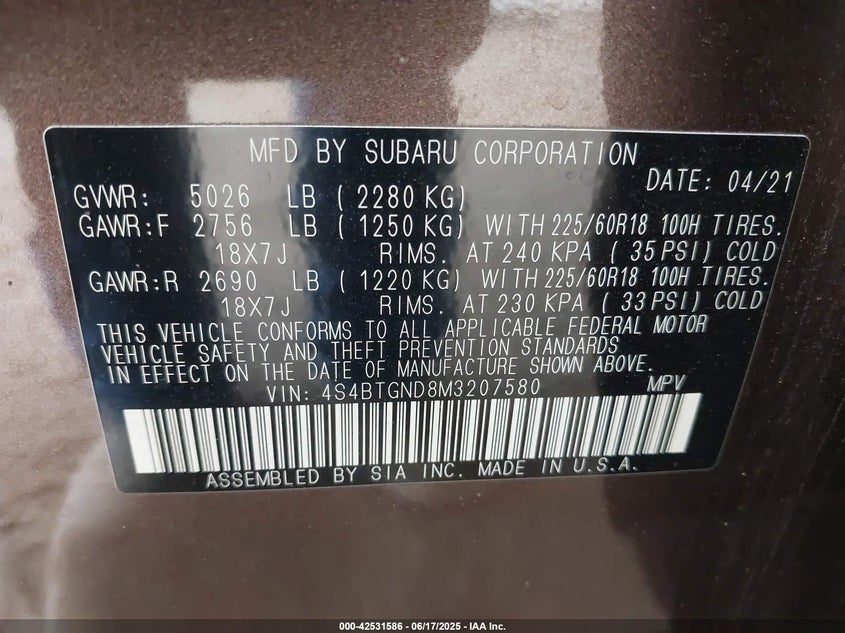 MFD BY SUBARU CORPORATION
DATE: 04/21
GVWR: 5026 LB ( 2280 KG)
GAWR:F 2756 LB ( 1250 KG) WITH 225/60R18 100H TIRES.
18X7J RIMS. AT 240 KPA ( 35 PSI) COLD
GAWR:R 2690 LB ( 1220 KG) WITH 225/60R18 100H TIRES.
18X7J RIMS. AT 230 KPA ( 33 PSI) COLD
THIS VEHICLE CONFORMS TO ALL APPLICABLE FEDERAL MOTOR
VEHICLE SAFETY AND THEFT PREVENTION STANDARDS
IN EFFECT ON THE DATE OF MANUFACTURE SHOWN ABOVE.
VIN: 4S4BTGND8M3207580 MPV
ASSEMBLED BY SIA INC. MADE IN U.S.A.
000-42531586 - 06/17/2025 - IAA Inc.